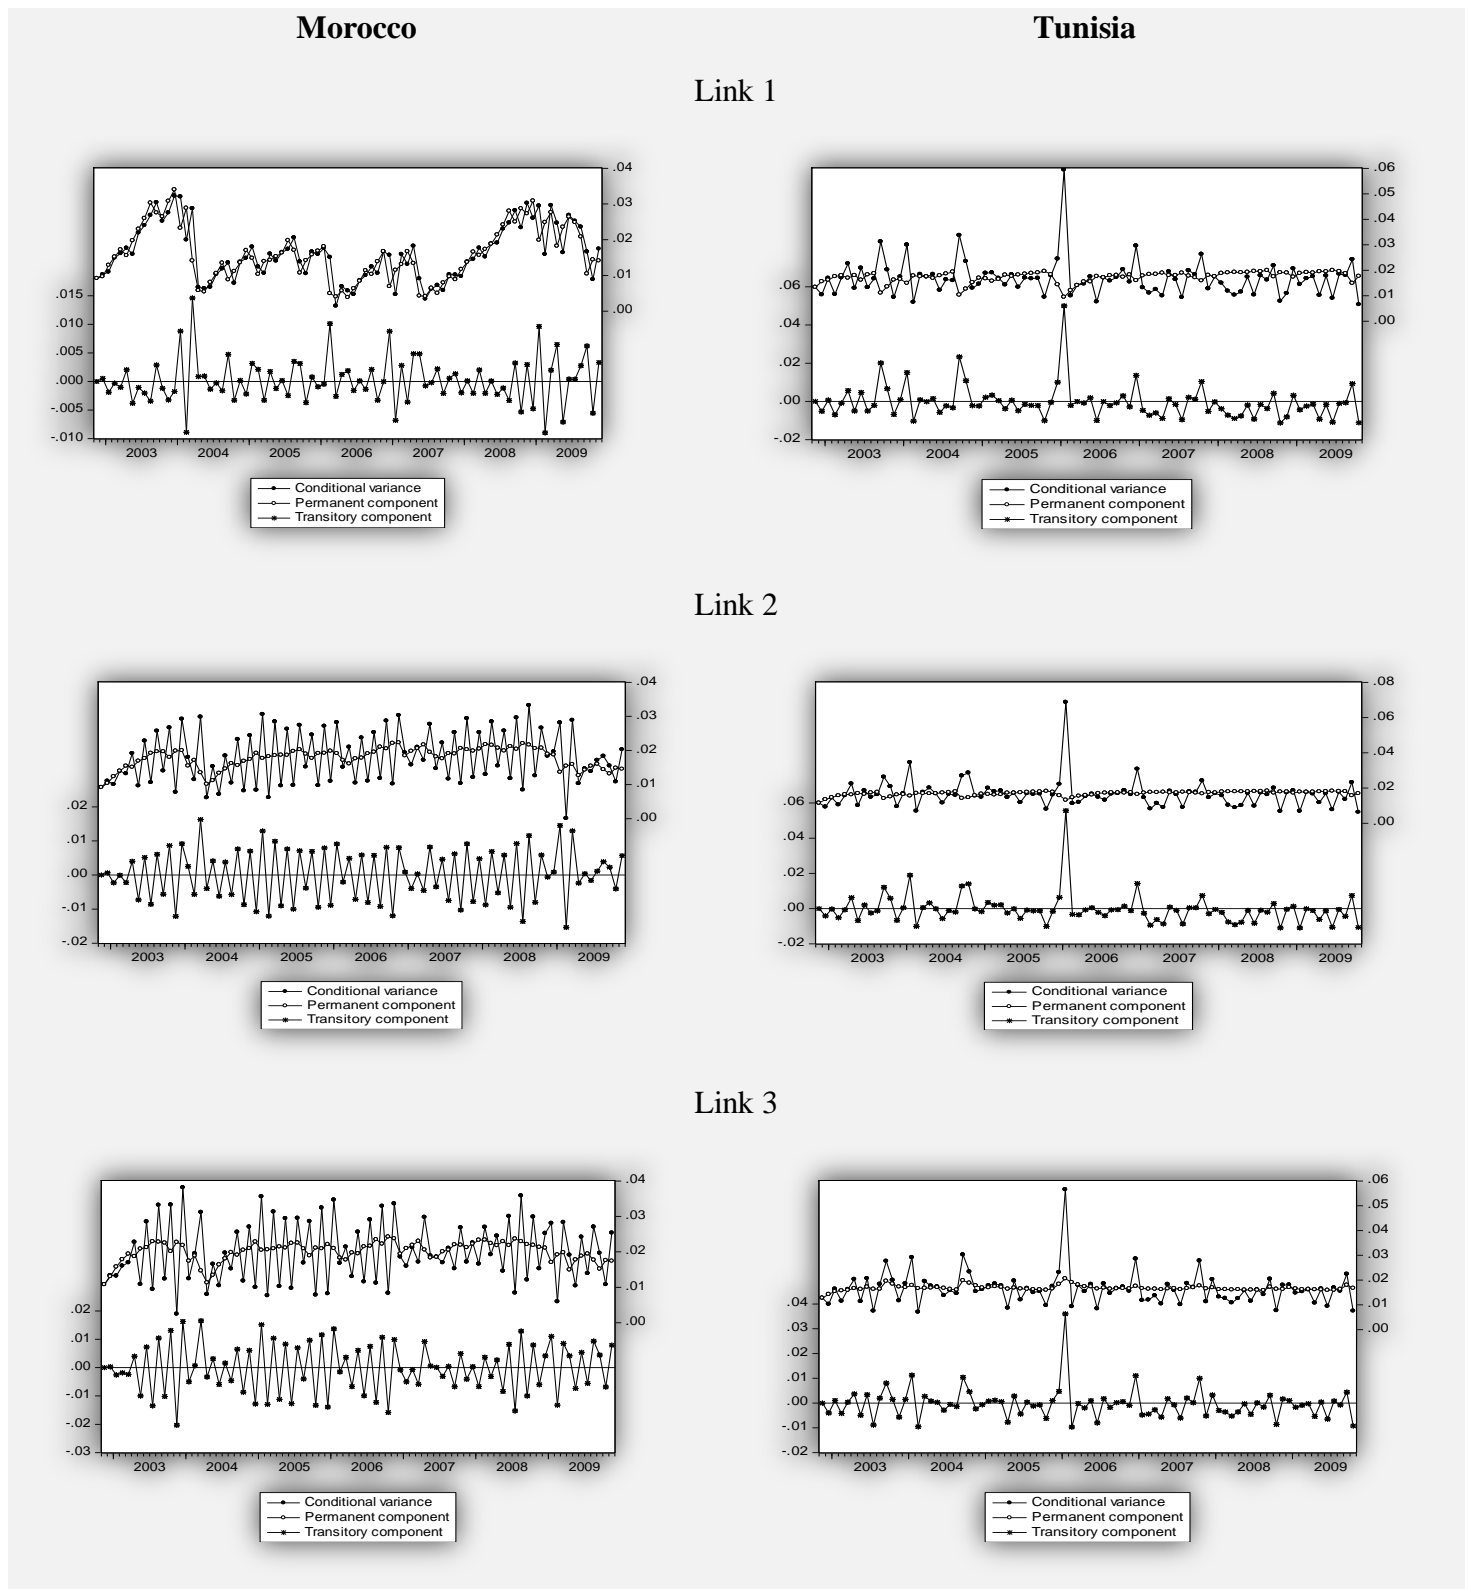 Morocco
Tunisia
Link 1
.04
.03
.02
.01
.00
.015
.010
.005
.000
-.005
-.010
2003 2004 2005 2006 2007 2008 2009
Conditional variance
Permanent component
Transitory component
.06
.05
.04
.03
.02
.01
.00
.06
.04
.02
.00
-.02
2003 2004 2005 2006 2007 2008 2009
Conditional variance
Permanent component
Transitory component
Link 2
.04
.03
.02
.01
.00
.02
.01
.00
-.01
-.02
2003 2004 2005 2006 2007 2008 2009
Conditional variance
Permanent component
Transitory component
.08
.06
.04
.02
.00
.06
.04
.02
.00
-.02
2003 2004 2005 2006 2007 2008 2009
Conditional variance
Permanent component
Transitory component
Link 3
.04
.03
.02
.01
.00
.02
.01
.00
-.01
-.02
-.03
2003 2004 2005 2006 2007 2008 2009
Conditional variance
Permanent component
Transitory component
.06
.05
.04
.03
.02
.01
.00
.04
.03
.02
.01
.00
-.01
-.02
2003 2004 2005 2006 2007 2008 2009
Conditional variance
Permanent component
Transitory component